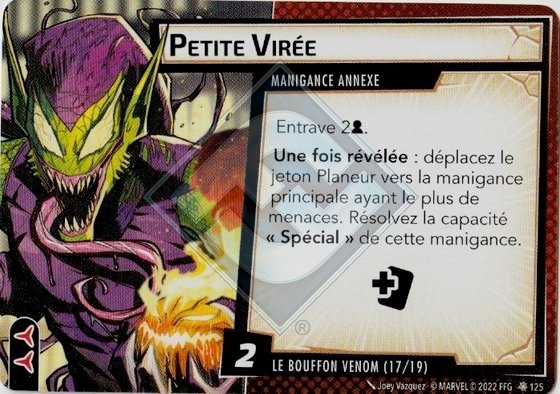 PETITE VIRÉE
MANIGANCE ANNEXE
Entrave 2.
Une fois révélée : déplacez le
jeton Planeur vers la manigance
principale ayant le plus de
menaces. Résolvez la capacité
« Spécial » de cette manigance.
®
2
LE BOUFFON VENOM (17/19)
Joey Vazquez © MARVEL © 2022 FFG 125